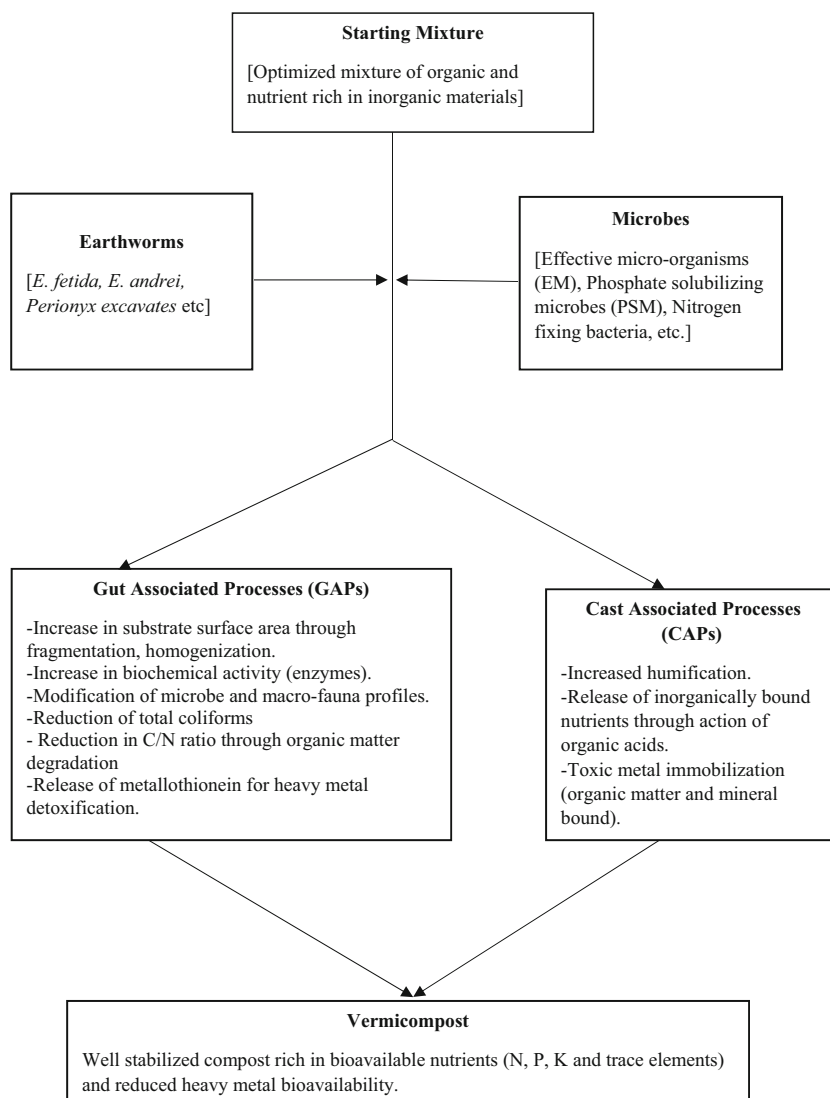 Starting Mixture
[Optimized mixture of organic and
nutrient rich in inorganic materials]
Earthworms
[E. fetida, E. andrei,
Perionyx excavates etc]
Microbes
[Effective micro-organisms
(EM), Phosphate solubilizing
microbes (PSM), Nitrogen
fixing bacteria, etc.]
Gut Associated Processes (GAPs)
-Increase in substrate surface area through
fragmentation, homogenization.
-Increase in biochemical activity (enzymes).
-Modification of microbe and macro-fauna profiles.
-Reduction of total coliforms
- Reduction in C/N ratio through organic matter
degradation
-Release of metallothionein for heavy metal
detoxification.
Cast Associated Processes
(CAPs)
-Increased humification.
-Release of inorganically bound
nutrients through action of
organic acids.
-Toxic metal immobilization
(organic matter and mineral
bound).
Vermicompost
Well stabilized compost rich in bioavailable nutrients (N, P, K and trace elements)
and reduced heavy metal bioavailability.